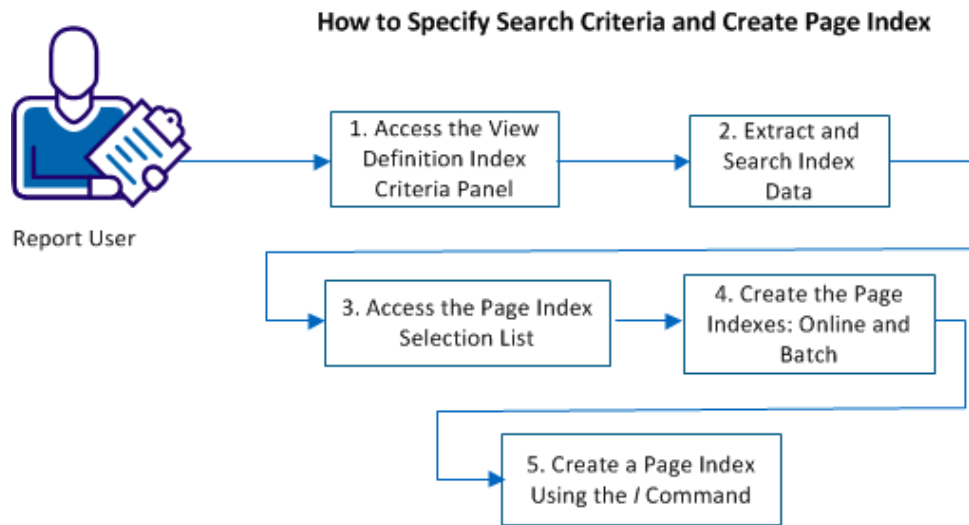 How to Specify Search Criteria and Create Page Index
1. Access the View
Definition Index
Criteria Panel
2. Extract and
Search Index
Data
Report User
3. Access the Page Index
Selection List
4. Create the Page
Indexes: Online and
Batch
5. Create a Page Index
Using the I Command